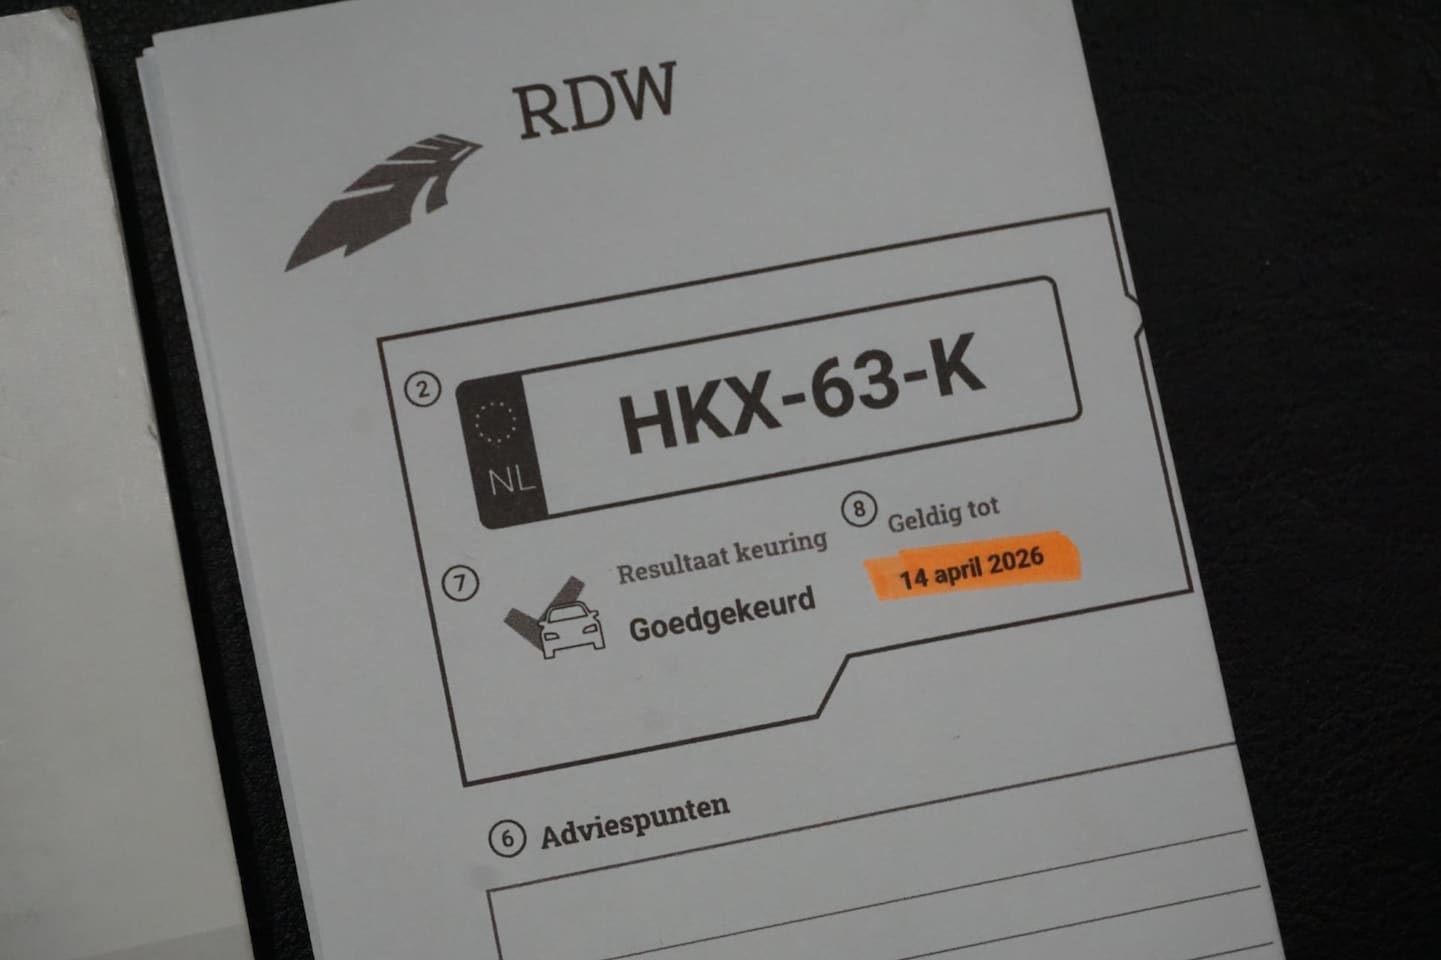 RDW
2
NL
HKX-63-K
7
Resultaat keuring
Goedgekeurd
8
Geldig tot
14 april 2026
6
Adviespunten